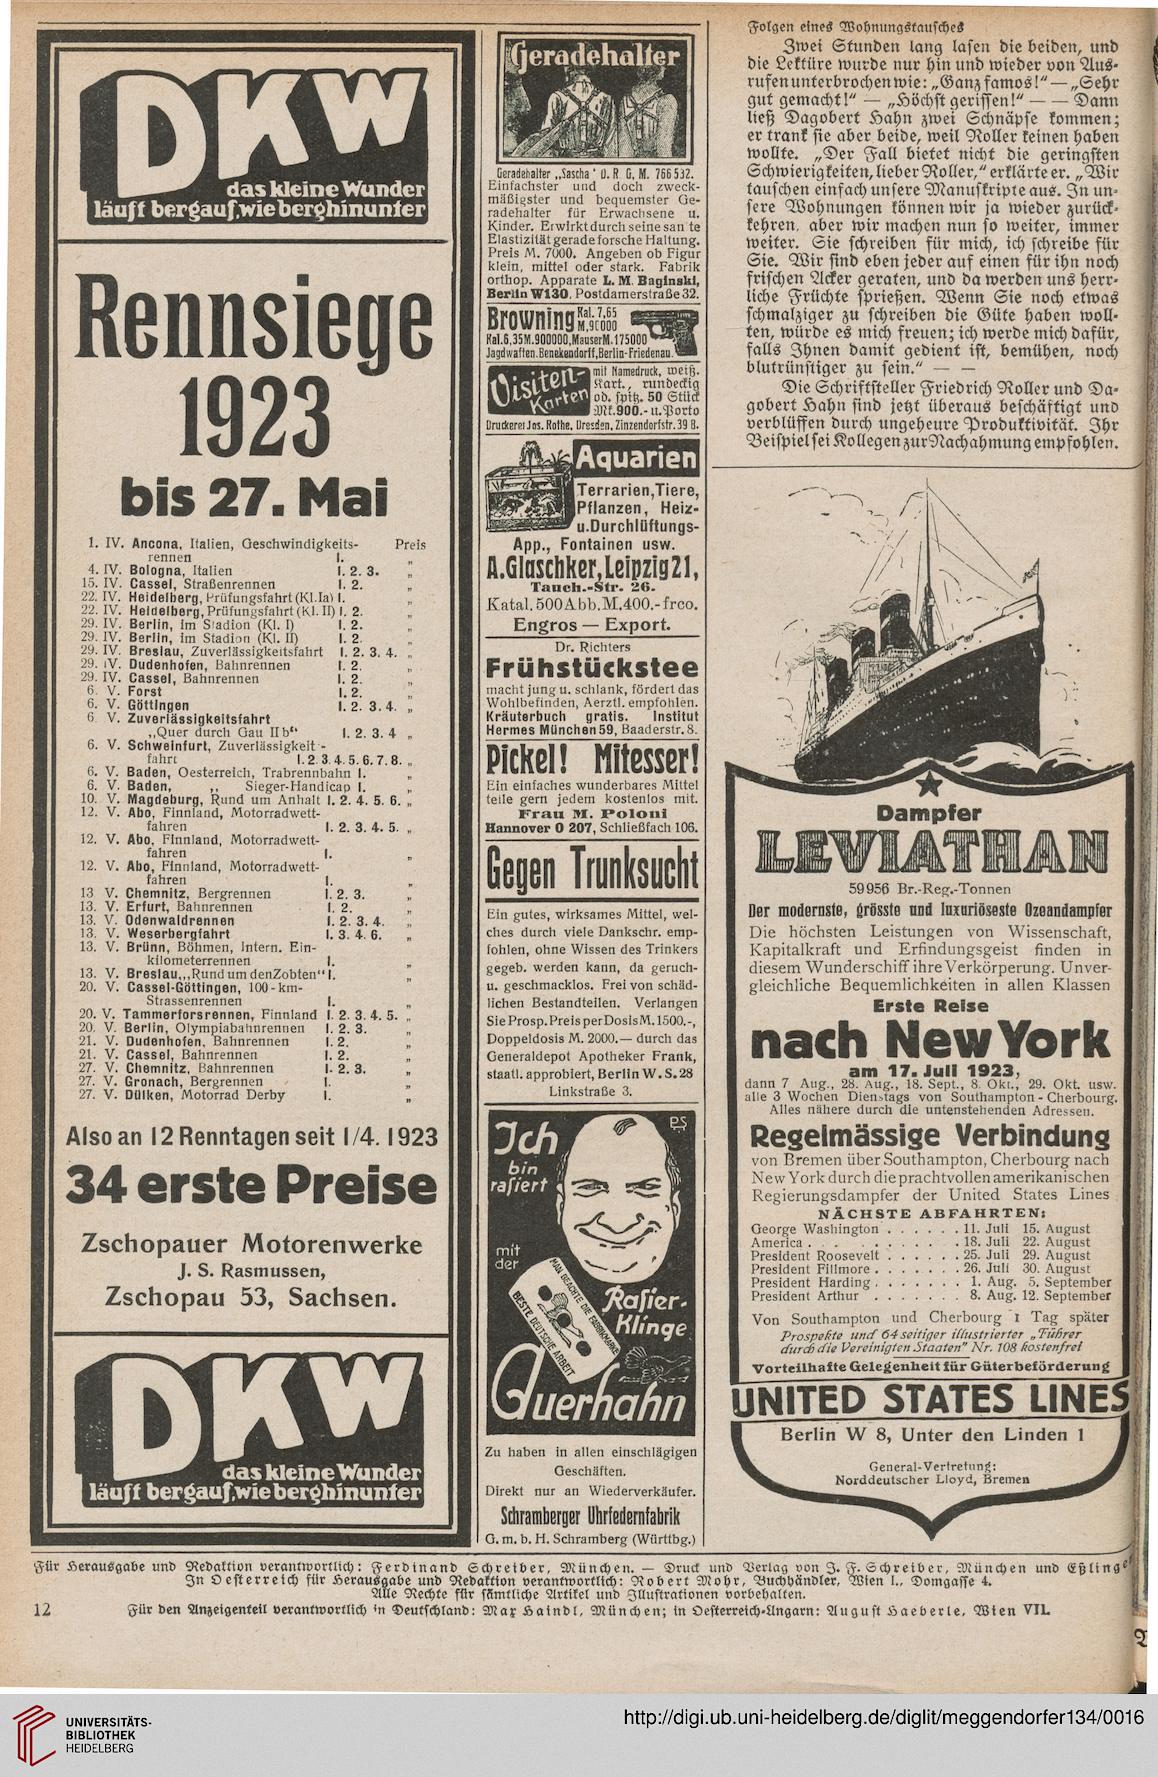 DKW
das kleine Wunder
läuft bergauf, wie berghinunter
Rennsiege
1923
bis 27. Mai
1. IV. Ancona, Italien, Geschwindigkeits- Preis
rennen I. „
4. IV. Bologna, Italien I. 2. 3. „
15. IV. Cassel, Straßenrennen I. 2. „
22. IV. Heidelberg, Prüfungsfahrt (Kl. Ia) I. „
22. IV. Heidelberg, Prüfungsfahrt (Kl. II) I. 2. „
29. IV. Berlin, im Stadion (Kl. I) I. 2. „
29. IV. Berlin, im Stadion (Kl. II) I. 2. „
29. IV. Breslau, Zuverlässigkeitsfahrt I. 2. 3. 4. „
29. IV. Dudenhofen, Bahnrennen I. 2. „
29. IV. Cassel, Bahnrennen I. 2. „
6. V. Forst I. 2. „
6. V. Göttingen I. 2. 3. 4. „
6. V. Zuverlässigkeitsfahrt
„Quer durch Gau II b“ I. 2. 3. 4 „
6. V. Schweinfurt, Zuverlässigkeit-
fahrt I. 2. 3. 4. 5. 6. 7. 8. „
6. V. Baden, Oesterreich, Trabrennbahn I. „
6. V. Baden, „ Sieger-Handicap I. „
10. V. Magdeburg, Rund um Anhalt I. 2. 4. 5. 6. „
12. V. Abo, Finnland, Motorradwett-
fahren I. 2. 3. 4. 5. „
12. V. Abo, Finnland, Motorradwett-
fahren I. „
12. V. Abo, Finnland, Motorradwett-
fahren I. „
13 V. Chemnitz, Bergrennen I. 2. 3. „
13. V. Erfurt, Bahnrennen I. 2. „
13. V. Odenwaldrennen I. 2. 3. 4. „
13. V. Weserbergfahrt I. 3. 4. 6. „
13. V. Brünn, Böhmen, Intern. Ein-
kilometerrennen I. „
13. V. Breslau, „Rund um den Zobten“ I. „
20. V. Cassel-Göttingen, 100-km-
Strassenrennen I. „
20. V. Tammerforsrennen, Finnland I. 2. 3. 4. 5. „
20. V. Berlin, Olympiabahnrennen I. 2. 3. „
21. V. Dudenhofen, Bahnrennen I. 2. „
21. V. Cassel, Bahnrennen I. 2. „
27. V. Chemnitz, Bahnrennen I. 2. 3. „
27. V. Gronach, Bergrennen I. „
27. V. Dülken, Motorrad Derby I. „
Also an 12 Renntagen seit 1/4. 1923
34 erste Preise
Zschopauer Motorenwerke
J. S. Rasmussen,
Zschopau 53, Sachsen.
DKW
das kleine Wunder
läuft bergauf, wie berghinunter
Geradehalter
Geradehalter „Sascha“ D. R. G. M. 766 532.
Einfachster und doch zweck-
mäßigster und bequemster Ge-
radehalter für Erwachsene u.
Kinder. Erwirkt durch seine sanfte
Elastizität gerade forsche Haltung.
Preis M. 7000. Angeben ob Figur
klein, mittel oder stark. Fabrik
orthop. Apparate L. M. Baginski,
Berlin W130, Postdamerstraße 32.
Browning Kal. 7,65
M. 90000
Kal. 6,35 M. 900000, Mauser M. 175000
Jagdwaffen. Benekendorff, Berlin-Friedenau.
Visiten-Karten
mit Namedruck, weiß.
Kart., rundeckig
od. spitz. 50 Stück
Mk. 900.- u. Porto
Druckerei Jos. Rothe, Dresden, Zinzendorfstr. 39 B.
Aquarien
Terrarien, Tiere,
Pflanzen, Heiz-
u. Durchlüftungs-
App., Fontainen usw.
A. Glaschker, Leipzig 21,
Tauch.-Str. 26.
Katal. 500 Abb. M. 400.- frco.
Engros — Export.
Dr. Richters
Frühstückstee
macht jung u. schlank, fördert das
Wohlbefinden, Aerztl. empfohlen.
Kräuterbuch gratis. Institut
Hermes München 59, Baaderstr. 8.
Pickel! Mitesser!
Ein einfaches wunderbares Mittel
teile gern jedem kostenlos mit.
Frau M. Poloni
Hannover O 207, Schließfach 106.
Gegen Trunksucht
Ein gutes, wirksames Mittel, wel-
ches durch viele Dankschr. emp-
fohlen, ohne Wissen des Trinkers
gegeb. werden kann, da geruch-
u. geschmacklos. Frei von schäd-
lichen Bestandteilen. Verlangen
Sie Prosp. Preis per Dosis M. 1500.-,
Doppeldosis M. 2000.— durch das
Generaldepot Apotheker Frank,
staatl. approbiert, Berlin W. S. 28
Linkstraße 3.
PS
Ich
bin
rasiert
mit
der
MAN BEACHTE DIE FABRIKMARKE
BESTE DEUTSCHE ARBEIT
Rasier-
Klinge
Querhahn
Zu haben in allen einschlägigen
Geschäften.
Direkt nur an Wiederverkäufer.
Schramberger Uhrfedernfabrik
G. m. b. H. Schramberg (Württbg.)
Folgen eines Wohnungstausches
Zwei Stunden lang lasen die beiden, und
die Lektüre wurde nur hin und wieder von Aus-
rufen unterbrochen wie: „Ganz famos!“ — „Sehr
gut gemacht!“ — „Höchst gerissen!“ — — Dann
ließ Dagobert Hahn zwei Schnäpse kommen;
er trank sie aber beide, weil Roller keinen haben
wollte. „Der Fall bietet nicht die geringsten
Schwierigkeiten, lieber Roller,“ erklärte er. „Wir
tauschen einfach unsere Manuskripte aus. In un-
sere Wohnungen können wir ja wieder zurück-
kehren, aber wir machen nun so weiter, immer
weiter. Sie schreiben für mich, ich schreibe für
Sie. Wir sind eben jeder auf einen für ihn noch
frischen Acker geraten, und da werden uns herr-
liche Früchte sprießen. Wenn Sie noch etwas
schmalziger zu schreiben die Güte haben woll-
ten, würde es mich freuen; ich werde mich dafür,
falls Ihnen damit gedient ist, bemühen, noch
blutrünstiger zu sein.“ — —
Die Schriftsteller Friedrich Roller und Da-
gobert Hahn sind jetzt überaus beschäftigt und
verblüffen durch ungeheure Produktivität. Ihr
Beispiel sei Kollegen zur Nachahmung empfohlen.
Dampfer
LEVIATHAN
59956 Br.-Reg.-Tonnen
Der modernste, grösste und luxuriöseste Ozeandampfer
Die höchsten Leistungen von Wissenschaft,
Kapitalkraft und Erfindungsgeist finden in
diesem Wunderschiff ihre Verkörperung. Unver-
gleichliche Bequemlichkeiten in allen Klassen
Erste Reise
nach New York
am 17. Juli 1923,
dann 7 Aug., 28. Aug., 18. Sept., 8. Okt., 29. Okt. usw.
alle 3 Wochen Dienstags von Southampton - Cherbourg.
Alles nähere durch die untenstehenden Adressen.
Regelmässige Verbindung
von Bremen über Southampton, Cherbourg nach
New York durch die prachtvollen amerikanischen
Regierungsdampfer der United States Lines
NÄCHSTE ABFAHRTEN:
George Washington . . . . . . 11. Juli 15. August
America . . . . . . . 18. Juli 22. August
President Roosevelt . . . . . . 25. Juli 29. August
President Fillmore . . . . . . . 26. Juli 30. August
President Harding . . . . . . . 1. Aug. 5. September
President Arthur . . . . . . . 8. Aug. 12. September
Von Southampton und Cherbourg 1 Tag später
Prospekte und 64 seitiger illustrierter „Führer
durch die Vereinigten Staaten“ Nr. 108 kostenfrei
Vorteilhafte Gelegenheit für Güterbeförderung
UNITED STATES LINES
Berlin W 8, Unter den Linden 1
General-Vertretung:
Norddeutscher Lloyd, Bremen
Für Herausgabe und Redaktion verantwortlich: Ferdinand Schreiber, München. — Druck und Verlag von J. F. Schreiber, München und Eßlinge
In Oesterreich für Herausgabe und Redaktion verantwortlich: Robert Mohr, Buchhändler, Wien I., Domgasse 4.
Alle Rechte für sämtliche Artikel und Illustrationen vorbehalten.
12 Für den Anzeigenteil verantwortlich in Deutschland: Max Haindl, München; in Oesterreich-Ungarn: August Haeberle, Wien VII.
UNIVERSITÄTS-
BIBLIOTHEK
HEIDELBERG
http://digi.ub.uni-heidelberg.de/diglit/meggendorfer134/0016